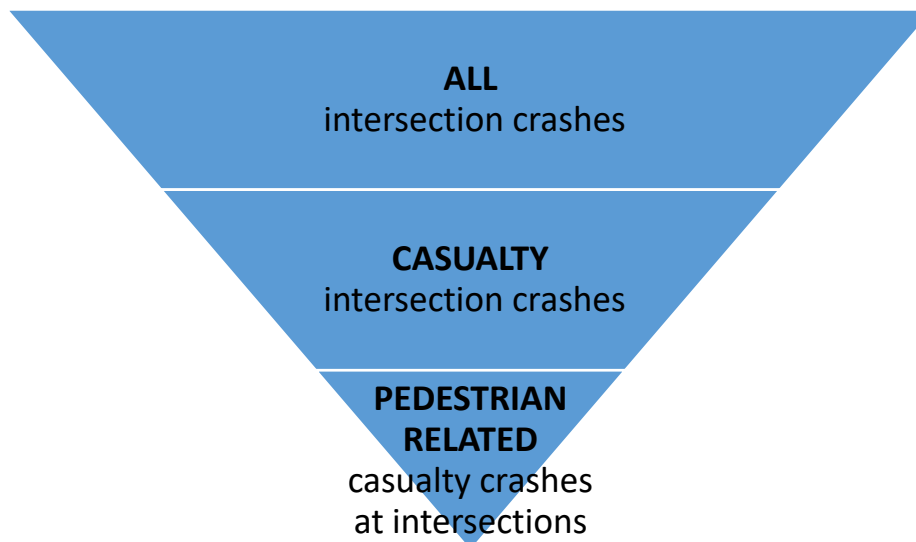 ALL
intersection crashes
CASUALTY
intersection crashes
PEDESTRIAN
RELATED
casualty crashes
at intersections